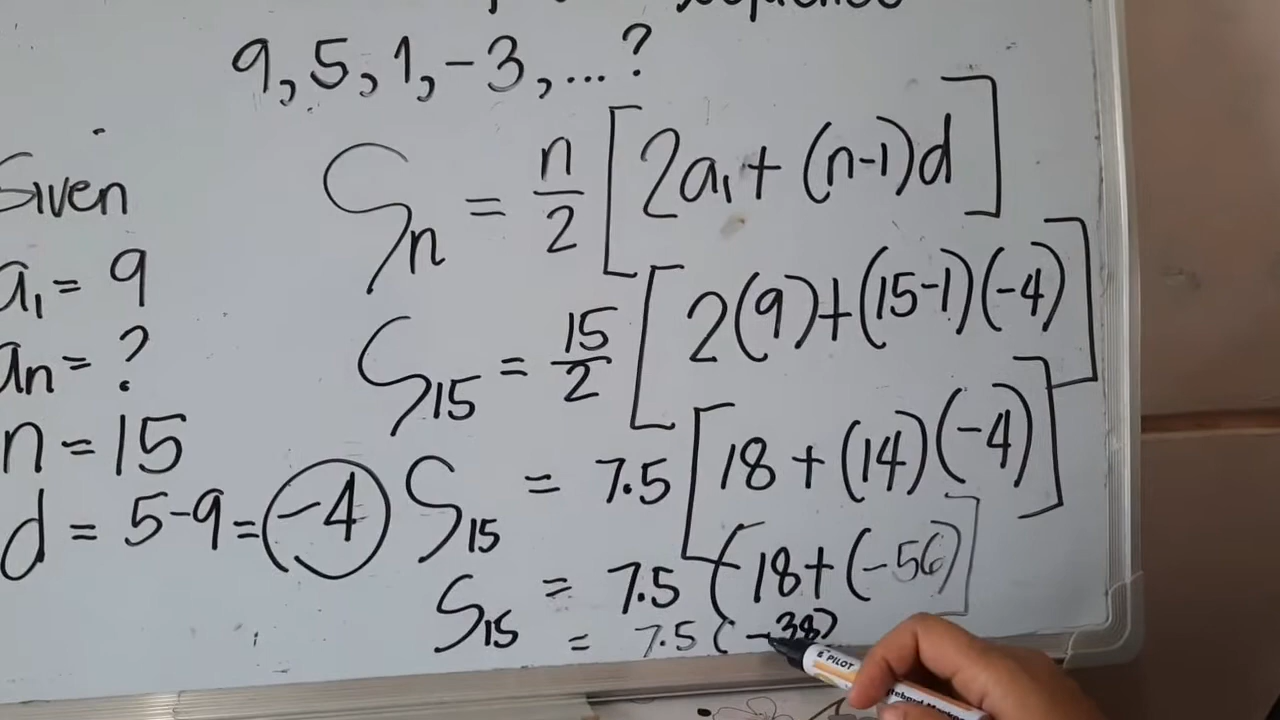 sequence
9, 5, 1, -3, ... ?
Given
a₁ = 9
aₙ = ?
n = 15
d = 5-9 = -4
Sₙ = n/2 [2a₁ + (n-1)d]
S₁₅ = 15/2 [2(9)+(15-1)(-4)]
S₁₅ = 7.5 [18 + (14)(-4)]
S₁₅ = 7.5 (18+(-56)]
= 7.5 (-38)
PILOT